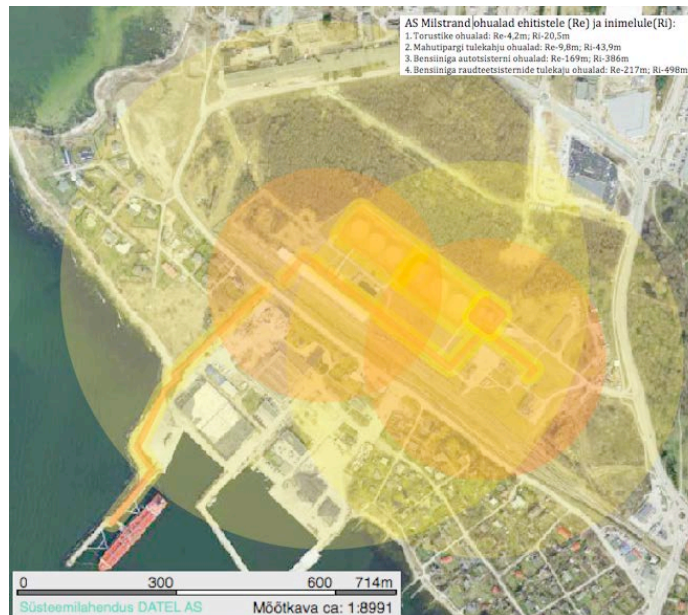 AS Milstrand ohualad ehitistele (Re) ja inimelule(Ri):
1. Torustike ohualad: Re-4,2m; Ri-20,5m
2. Mahutipargi tulekahju ohualad: Re-9,8m; Ri-43,9m
3. Bensiiniga autotsisterni ohualad: Re-169m; Ri-386m
4. Bensiiniga raudteetsisternide tulekaju ohualad: Re-217m; Ri-498m
0 300 600 714m
Süsteemilahendus DATEL AS Mõõtkava ca: 1:8991